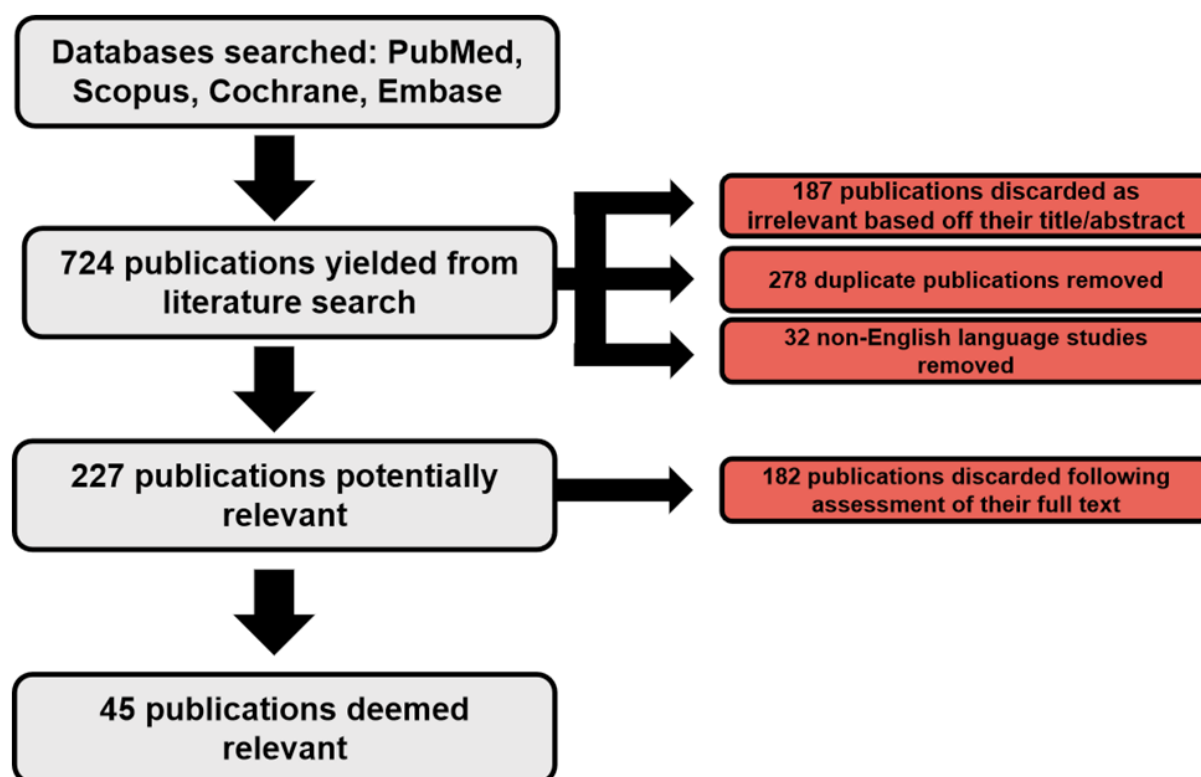 Databases searched: PubMed,
Scopus, Cochrane, Embase
724 publications yielded from
literature search
187 publications discarded as
irrelevant based off their title/abstract
278 duplicate publications removed
32 non-English language studies
removed
227 publications potentially
relevant
182 publications discarded following
assessment of their full text
45 publications deemed
relevant